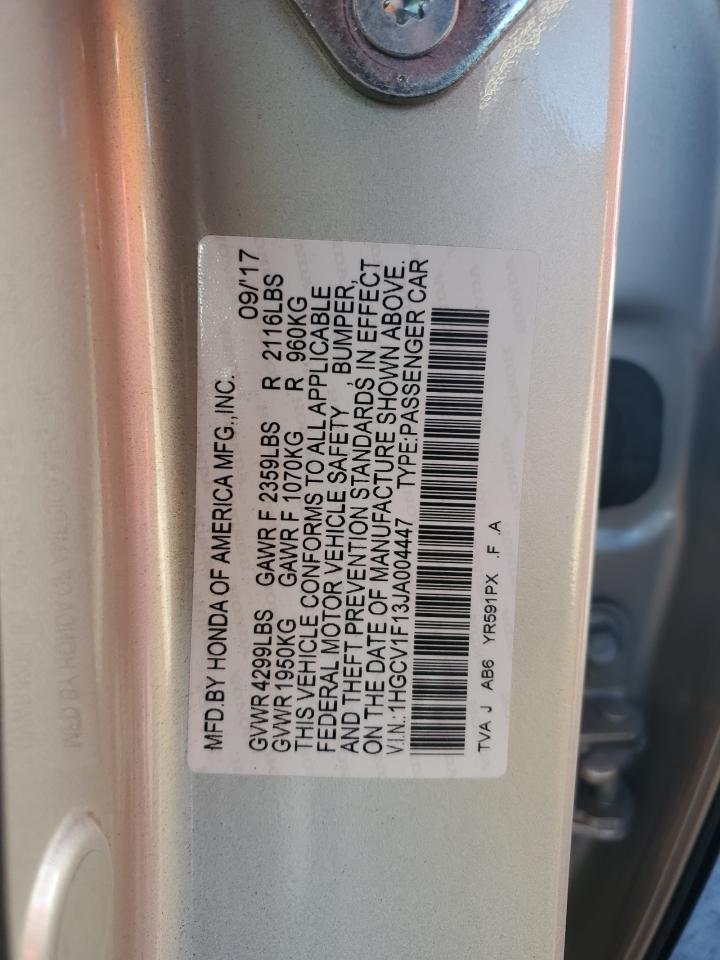 MFD.BY HONDA OF AMERICA MFG.,INC. 09/'17
GVWR 4299LBS GAWR F 2359LBS R 2116LBS
GVWR 1950KG GAWR F 1070KG R 960KG
THIS VEHICLE CONFORMS TO ALL APPLICABLE
FEDERAL MOTOR VEHICLE SAFETY , BUMPER,
AND THEFT PREVENTION STANDARDS IN EFFECT
ON THE DATE OF MANUFACTURE SHOWN ABOVE.
V.I.N.:1HGCV1F13JA004447 TYPE:PASSENGER CAR
TVA J AB6 YR591PX .F .A